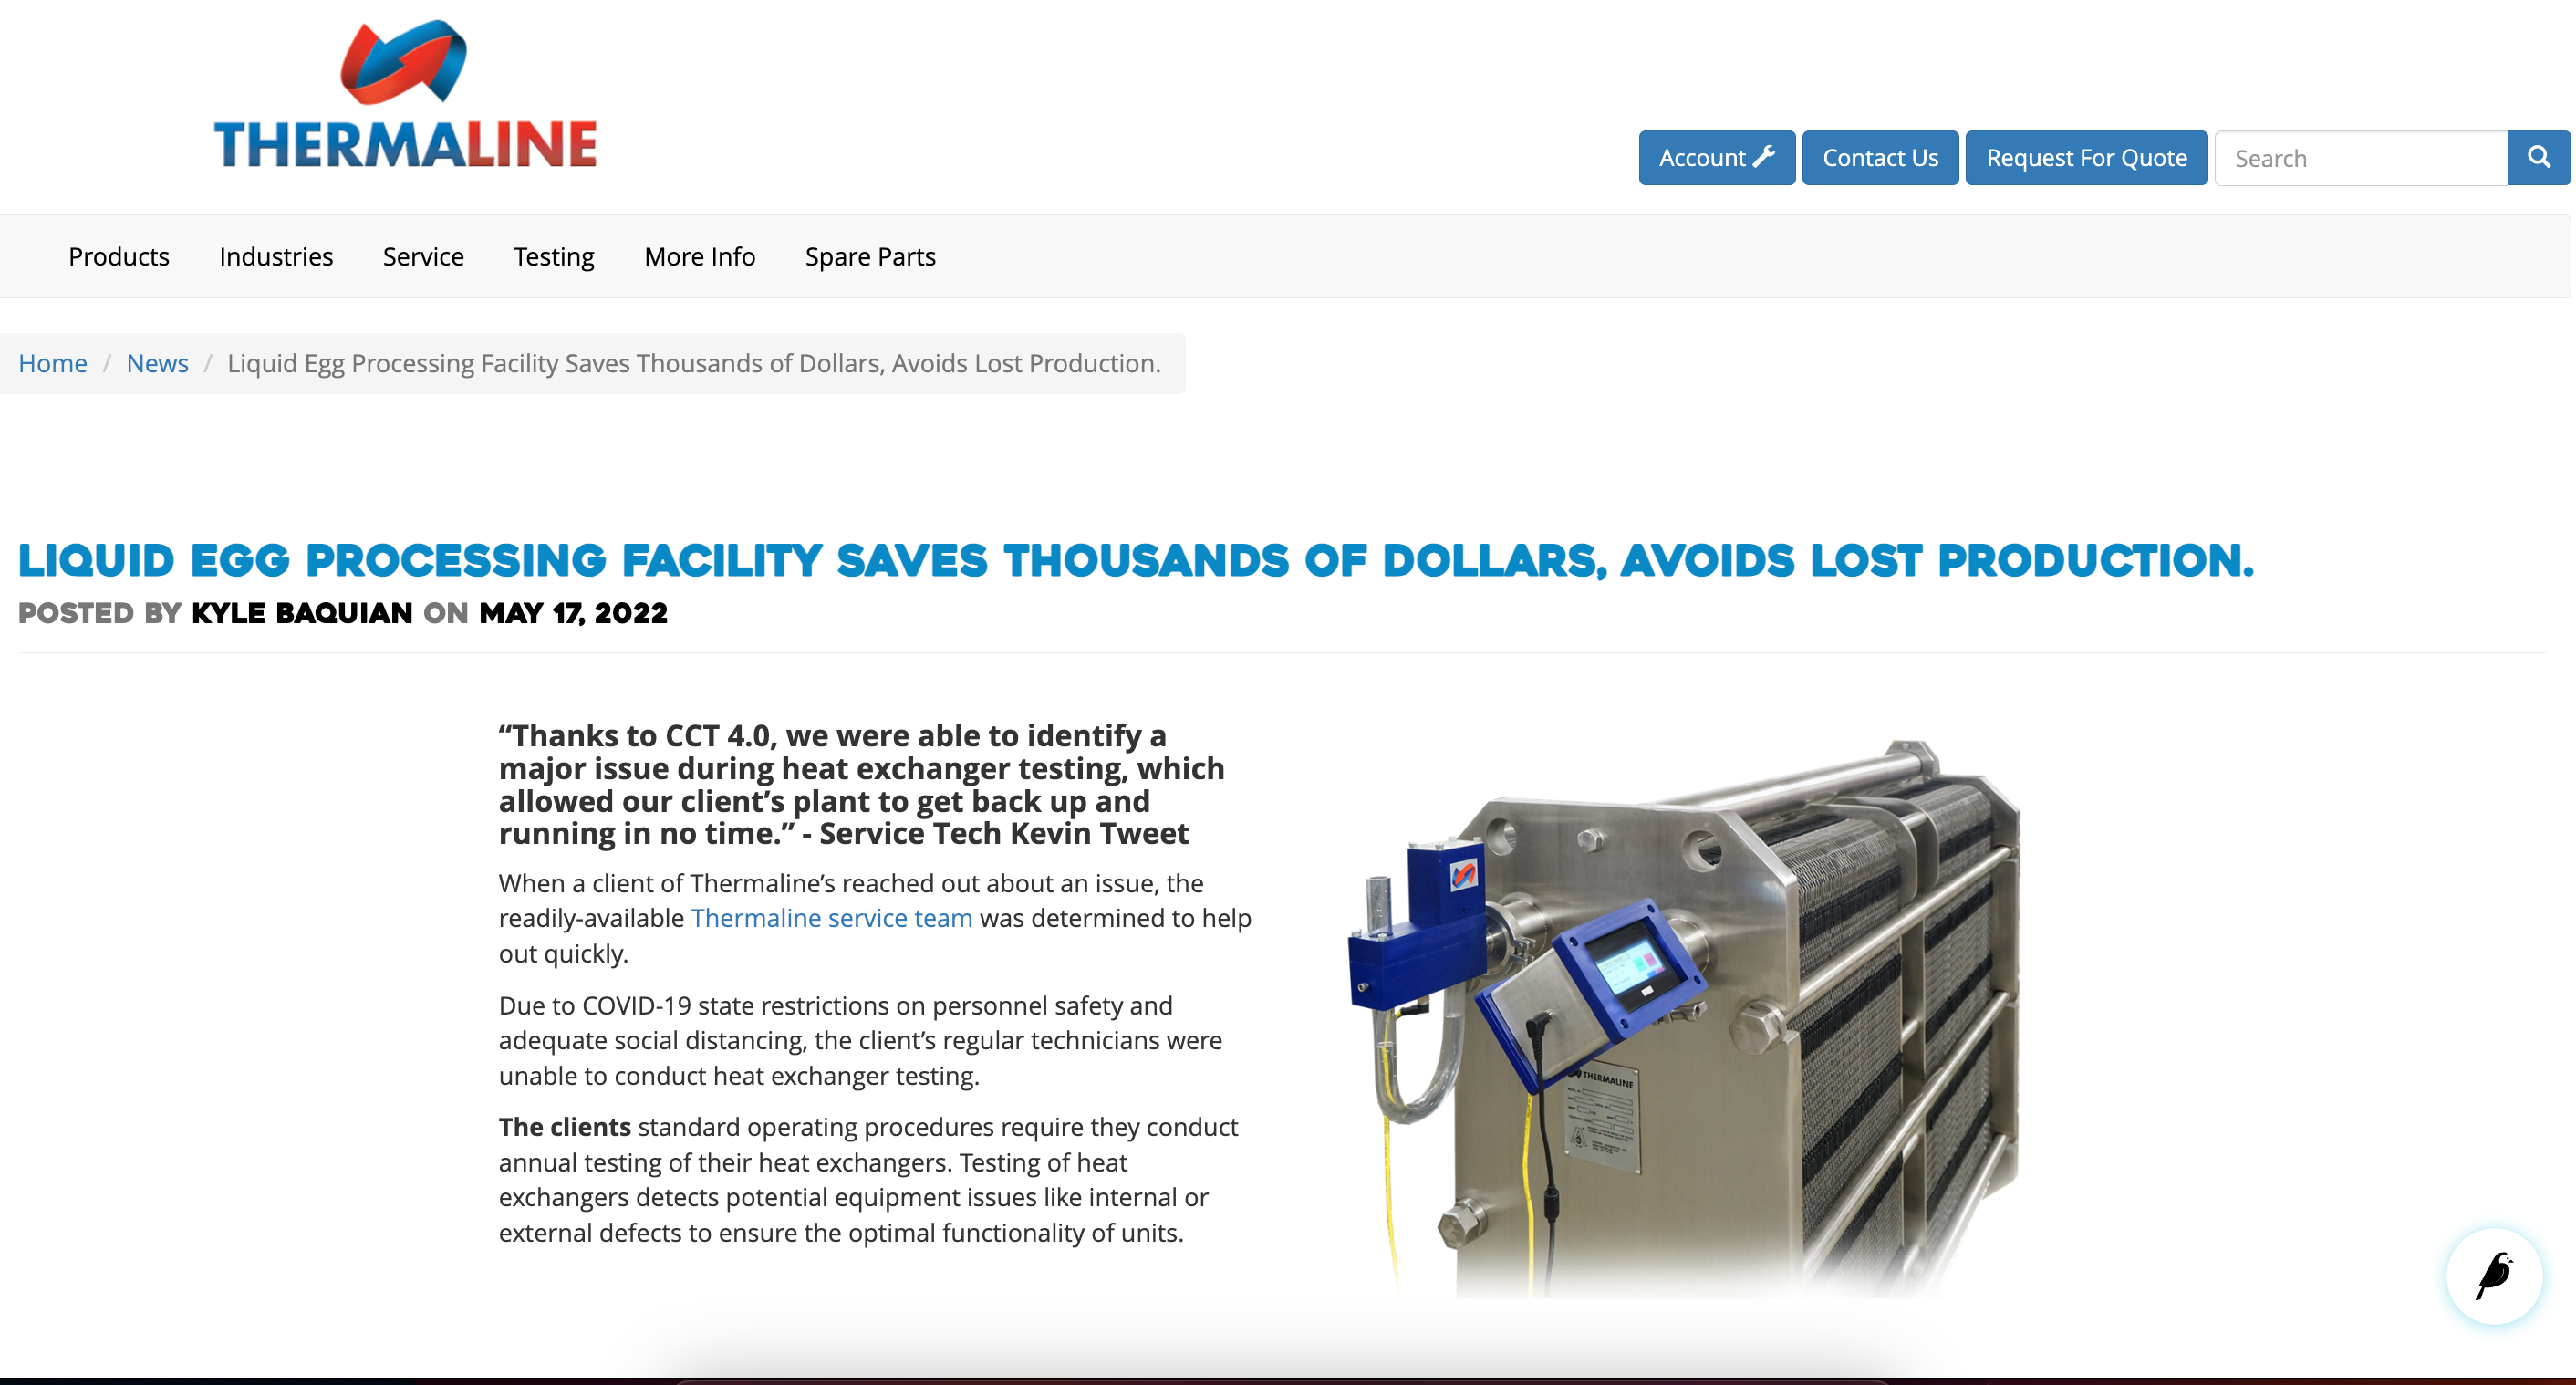 THERMALINE
Account
Contact Us
Request For Quote
Search
Products
Industries
Service
Testing
More Info
Spare Parts
Home / News / Liquid Egg Processing Facility Saves Thousands of Dollars, Avoids Lost Production.
LIQUID EGG PROCESSING FACILITY SAVES THOUSANDS OF DOLLARS, AVOIDS LOST PRODUCTION.
POSTED BY KYLE BAQUIAN ON MAY 17, 2022
“Thanks to CCT 4.0, we were able to identify a
major issue during heat exchanger testing, which
allowed our client’s plant to get back up and
running in no time.” - Service Tech Kevin Tweet
When a client of Thermaline’s reached out about an issue, the
readily-available Thermaline service team was determined to help
out quickly.
Due to COVID-19 state restrictions on personnel safety and
adequate social distancing, the client’s regular technicians were
unable to conduct heat exchanger testing.
The clients standard operating procedures require they conduct
annual testing of their heat exchangers. Testing of heat
exchangers detects potential equipment issues like internal or
external defects to ensure the optimal functionality of units.
THERMALINE